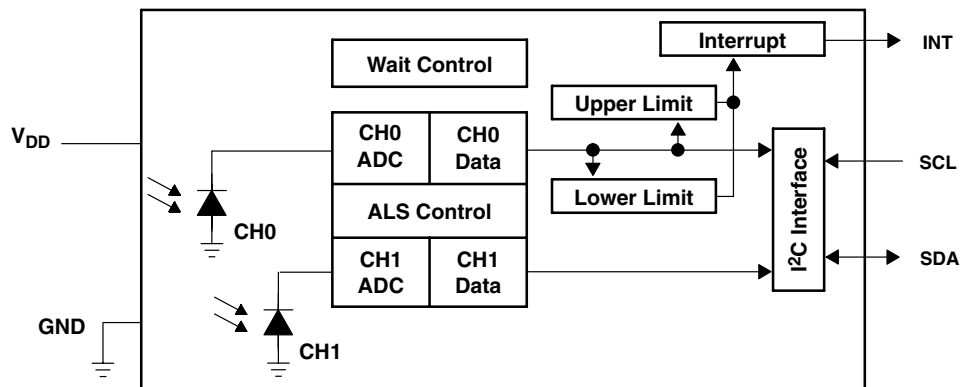 Interrupt
INT
Wait Control
Upper Limit
VDD
CH0
ADC
CH0
Data
SCL
Lower Limit
ALS Control
I²C Interface
CH0
CH1
ADC
CH1
Data
SDA
GND
CH1